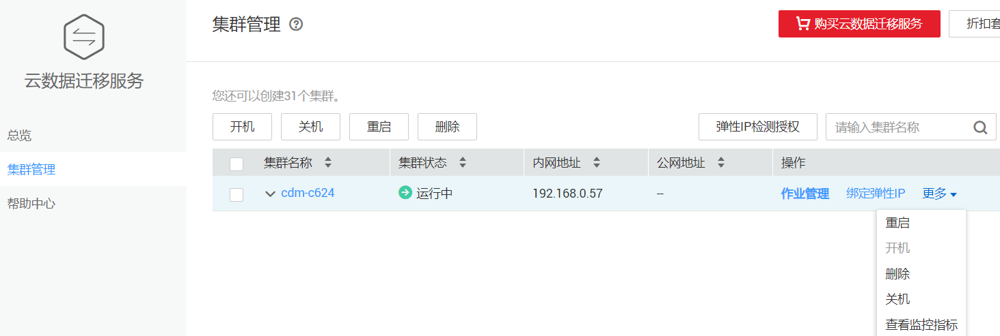 集群管理
购买云数据迁移服务
折扣套
云数据迁移服务
总览
集群管理
帮助中心
您还可以创建31个集群。
开机 关机 重启 删除 弹性IP检测授权 请输入集群名称
集群名称 集群状态 内网地址 公网地址 操作
cdm-c624 运行中 192.168.0.57 -- 作业管理 绑定弹性IP 更多
重启
开机
删除
关机
查看监控指标